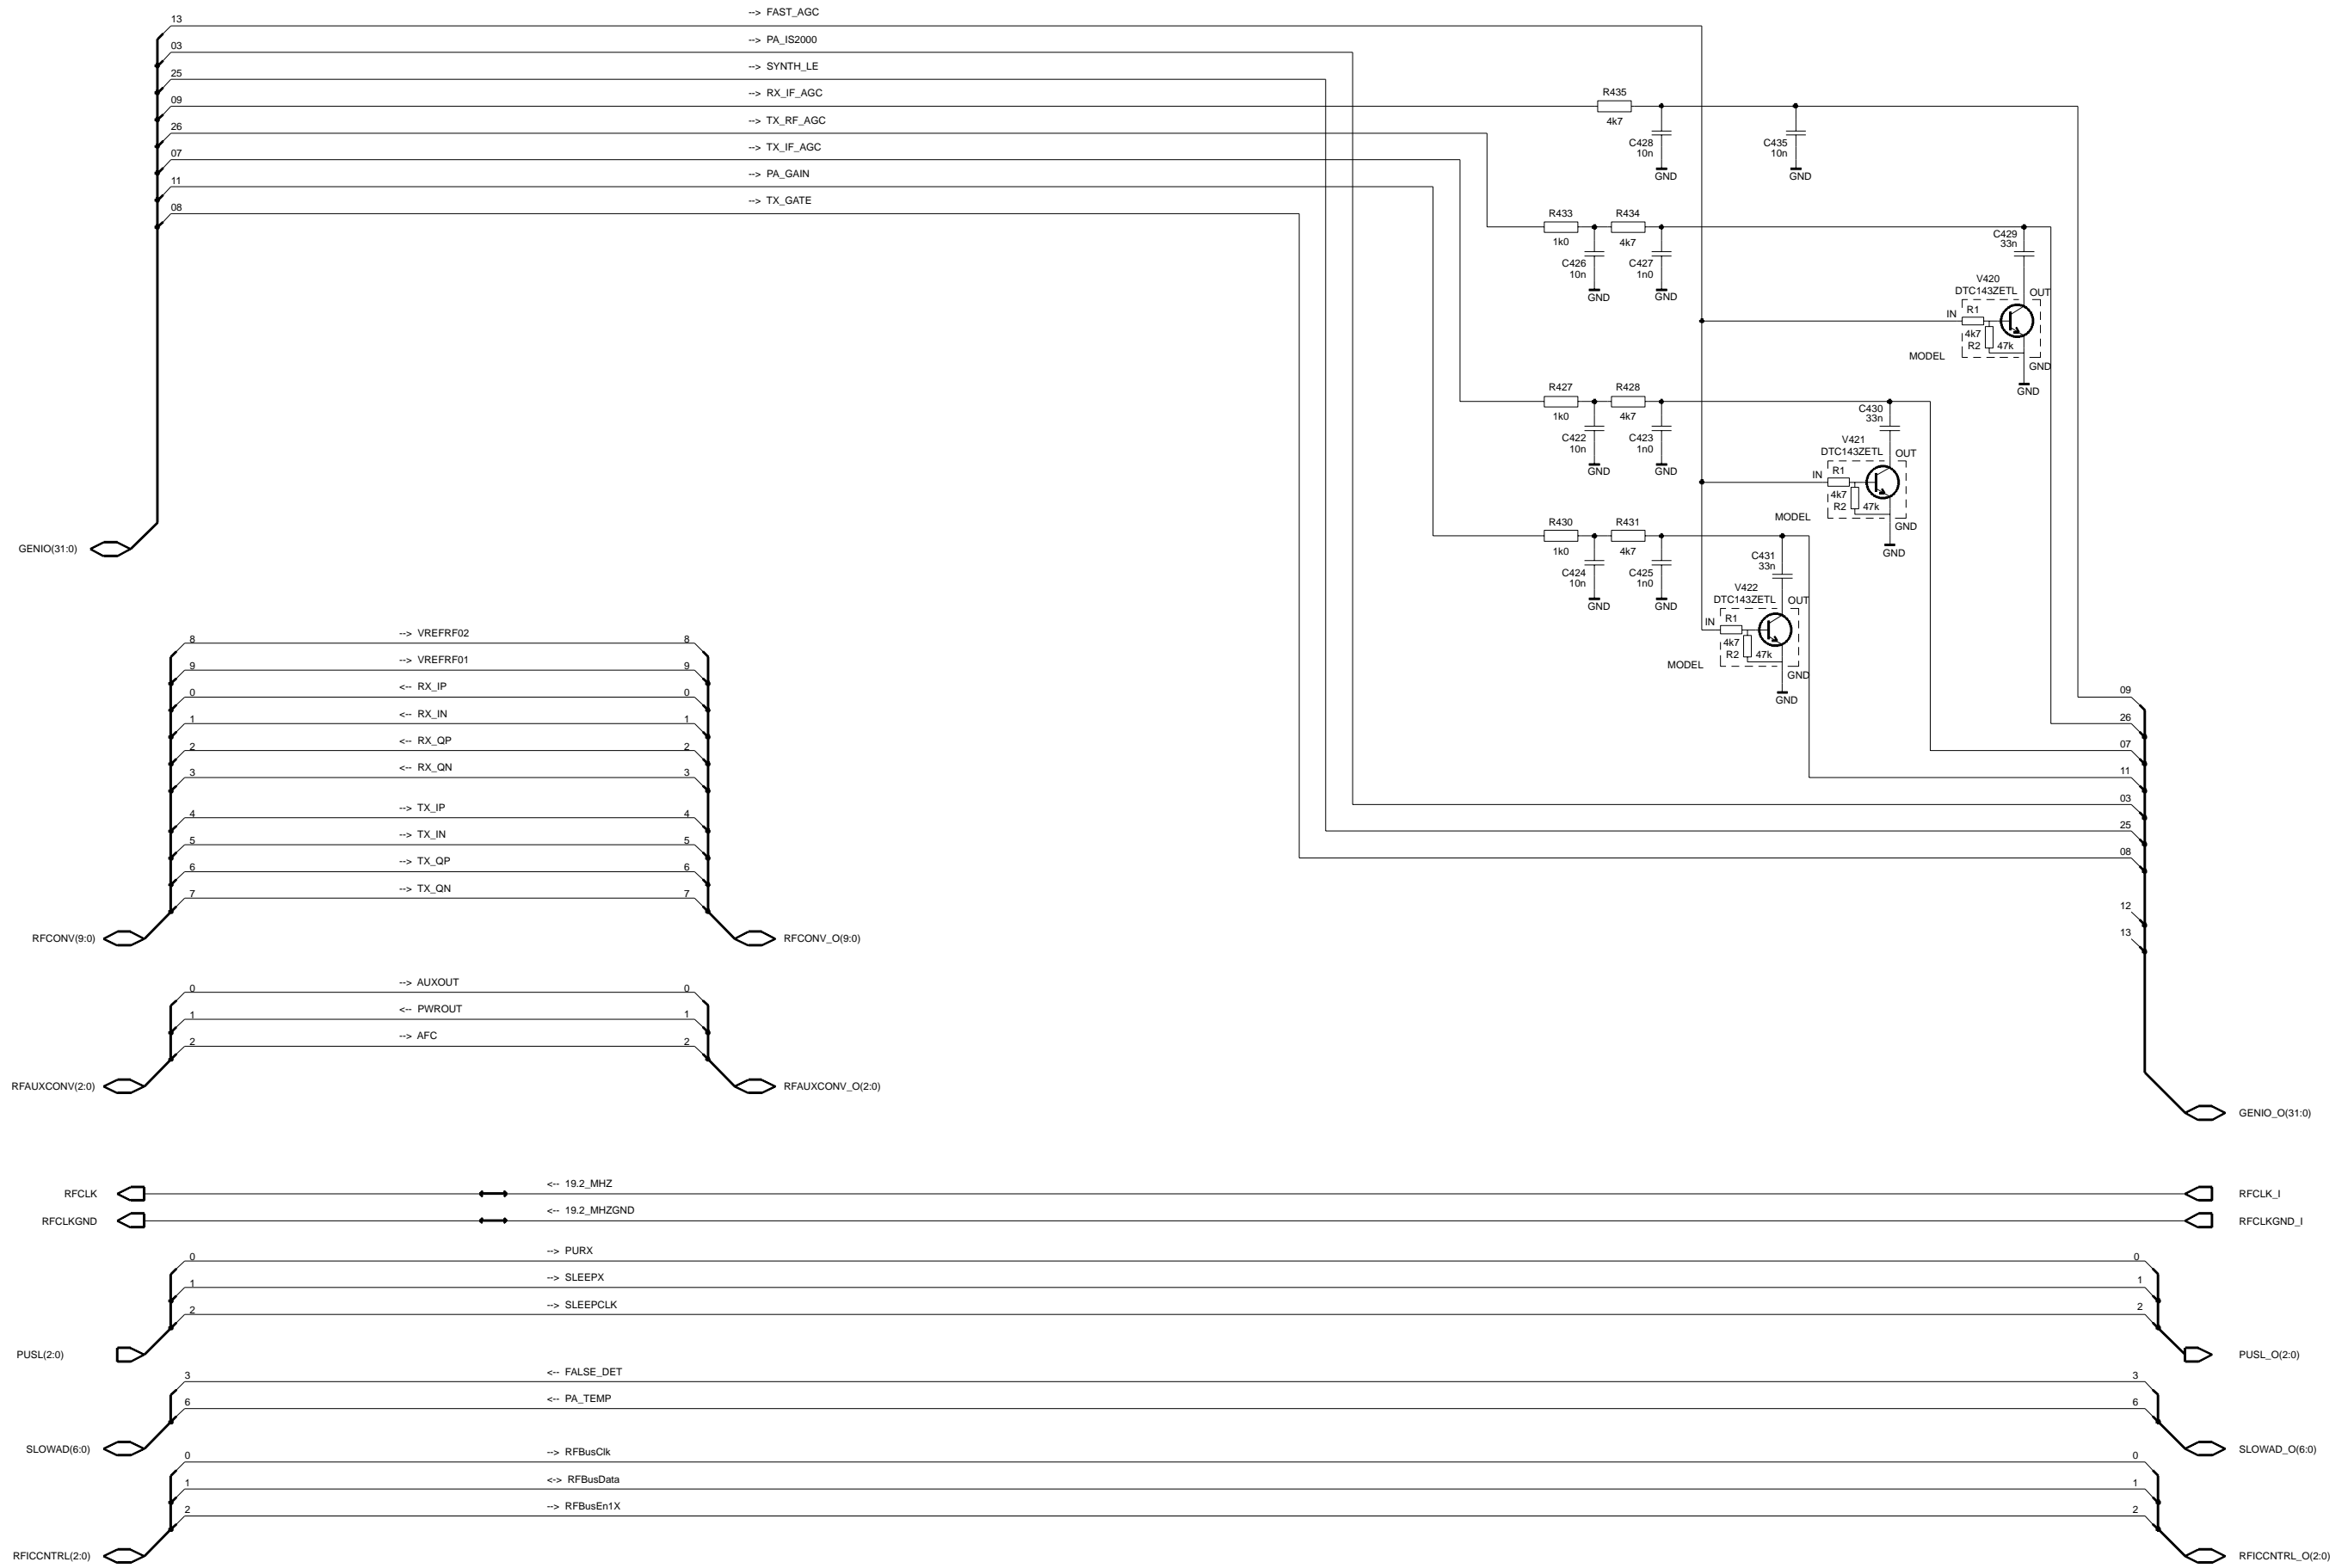 13 --> FAST_AGC
03 --> PA_IS2000
25 --> SYNTH_LE
09 --> RX_IF_AGC
26 --> TX_RF_AGC
07 --> TX_IF_AGC
11 --> PA_GAIN
08 --> TX_GATE
GENIO(31:0)
R435
4k7
C428
10n
GND
C435
10n
GND
R433
1k0
R434
4k7
C426
10n
GND
C427
1n0
GND
C429
33n
V420
DTC143ZETL
OUT
IN
R1
4k7
R2
47k
MODEL
GND
GND
R427
1k0
R428
4k7
C422
10n
GND
C423
1n0
GND
C430
33n
V421
DTC143ZETL
OUT
IN
R1
4k7
R2
47k
MODEL
GND
GND
R430
1k0
R431
4k7
C424
10n
GND
C425
1n0
GND
C431
33n
V422
DTC143ZETL
OUT
IN
R1
4k7
R2
47k
MODEL
GND
GND
09
26
07
11
03
25
08
12
13
GENIO_O(31:0)
8 --> VREFRF02 8
9 --> VREFRF01 9
0 <-- RX_IP 0
1 <-- RX_IN 1
2 <-- RX_QP 2
3 <-- RX_QN 3
4 --> TX_IP 4
5 --> TX_IN 5
6 --> TX_QP 6
7 --> TX_QN 7
RFCONV(9:0) RFCONV_O(9:0)
0 --> AUXOUT 0
1 <-- PWROUT 1
2 --> AFC 2
RFAUXCONV(2:0) RFAUXCONV_O(2:0)
RFCLK <-- 19.2_MHZ RFCLK_I
RFCLKGND <-- 19.2_MHZGND RFCLKGND_I
0 --> PURX 0
1 --> SLEEPX 1
2 --> SLEEPCLK 2
PUSL(2:0) PUSL_O(2:0)
3 <-- FALSE_DET 3
6 <-- PA_TEMP 6
SLOWAD(6:0) SLOWAD_O(6:0)
0 --> RFBusClk 0
1 <-> RFBusData 1
2 --> RFBusEn1X 2
RFICCNTRL(2:0) RFICCNTRL_O(2:0)